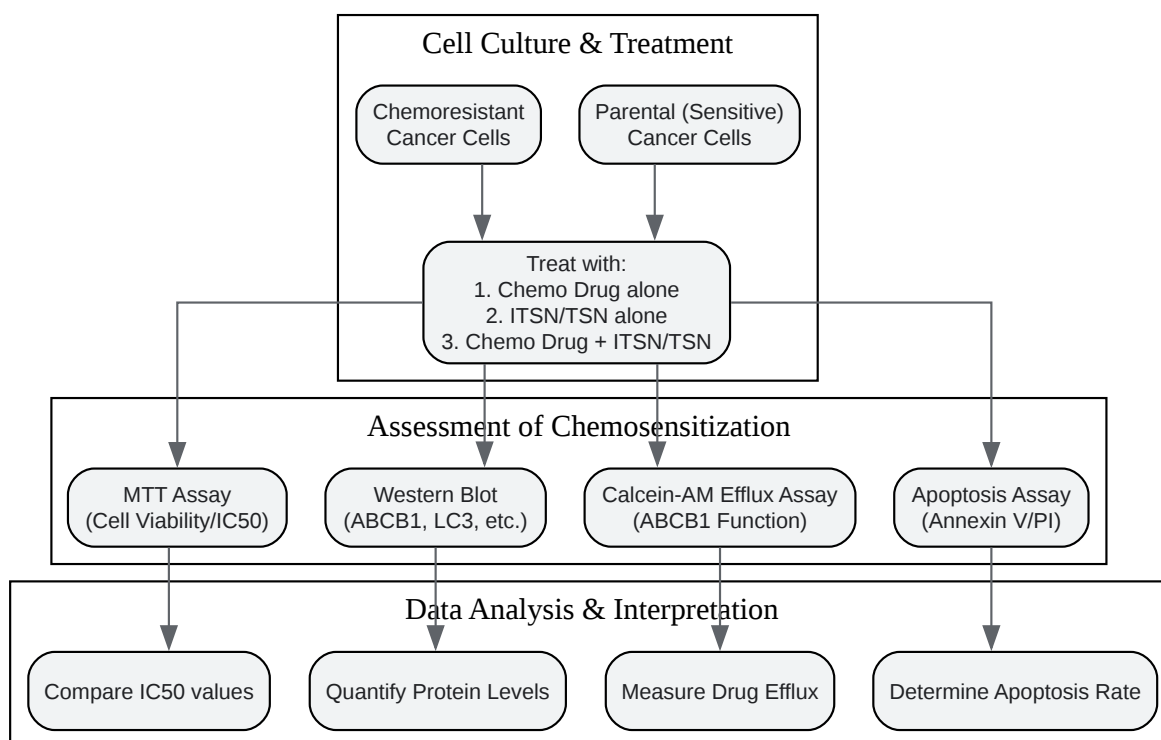 Cell Culture & Treatment
Chemoresistant
Cancer Cells
Parental (Sensitive)
Cancer Cells
Treat with:
1. Chemo Drug alone
2. ITSN/TSN alone
3. Chemo Drug + ITSN/TSN
Assessment of Chemosensitization
MTT Assay
(Cell Viability/IC50)
Western Blot
(ABCB1, LC3, etc.)
Calcein-AM Efflux Assay
(ABCB1 Function)
Apoptosis Assay
(Annexin V/PI)
Data Analysis & Interpretation
Compare IC50 values
Quantify Protein Levels
Measure Drug Efflux
Determine Apoptosis Rate